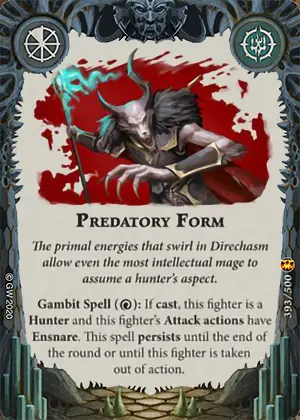 PREDATORY FORM
The primal energies that swirl in Direchasm
allow even the most intellectual mage to
assume a hunter's aspect.
Gambit Spell (): If cast, this fighter is a
Hunter and this fighter's Attack actions have
Ensnare. This spell persists until the end of
the round or until this fighter is taken
out of action.
© GW 2020
393/500